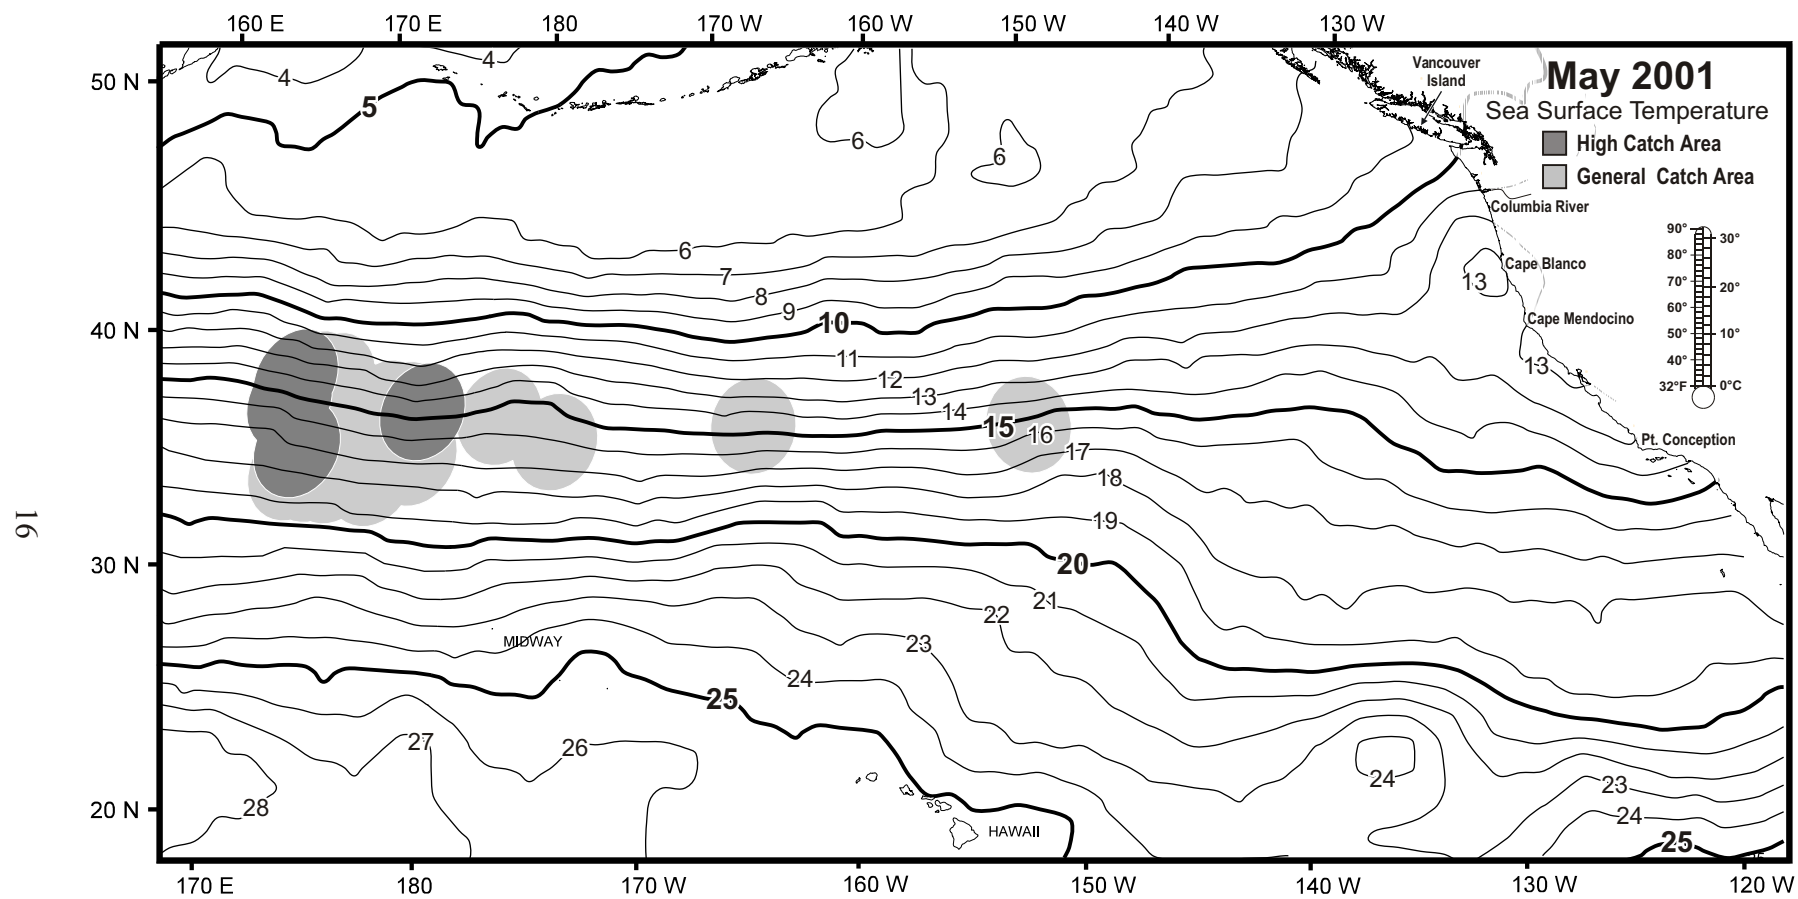 160 E 170 E 180 170 W 160 W 150 W 140 W 130 W
50 N
40 N
30 N
20 N
170 E 180 170 W 160 W 150 W 140 W 130 W 120 W
May 2001
Sea Surface Temperature
High Catch Area
General Catch Area
Vancouver
Island
Columbia River
Cape Blanco
Cape Mendocino
Pt. Conception
90°
80°
70°
60°
50°
40°
32°F
30°
20°
10°
0°C
4
4
5
6
6
6
7
8
9
10
11
12
13
14
15
16
17
18
19
20
21
22
23
24
25
26
27
28
13
13
24
23
24
25
MIDWAY
HAWAII
16